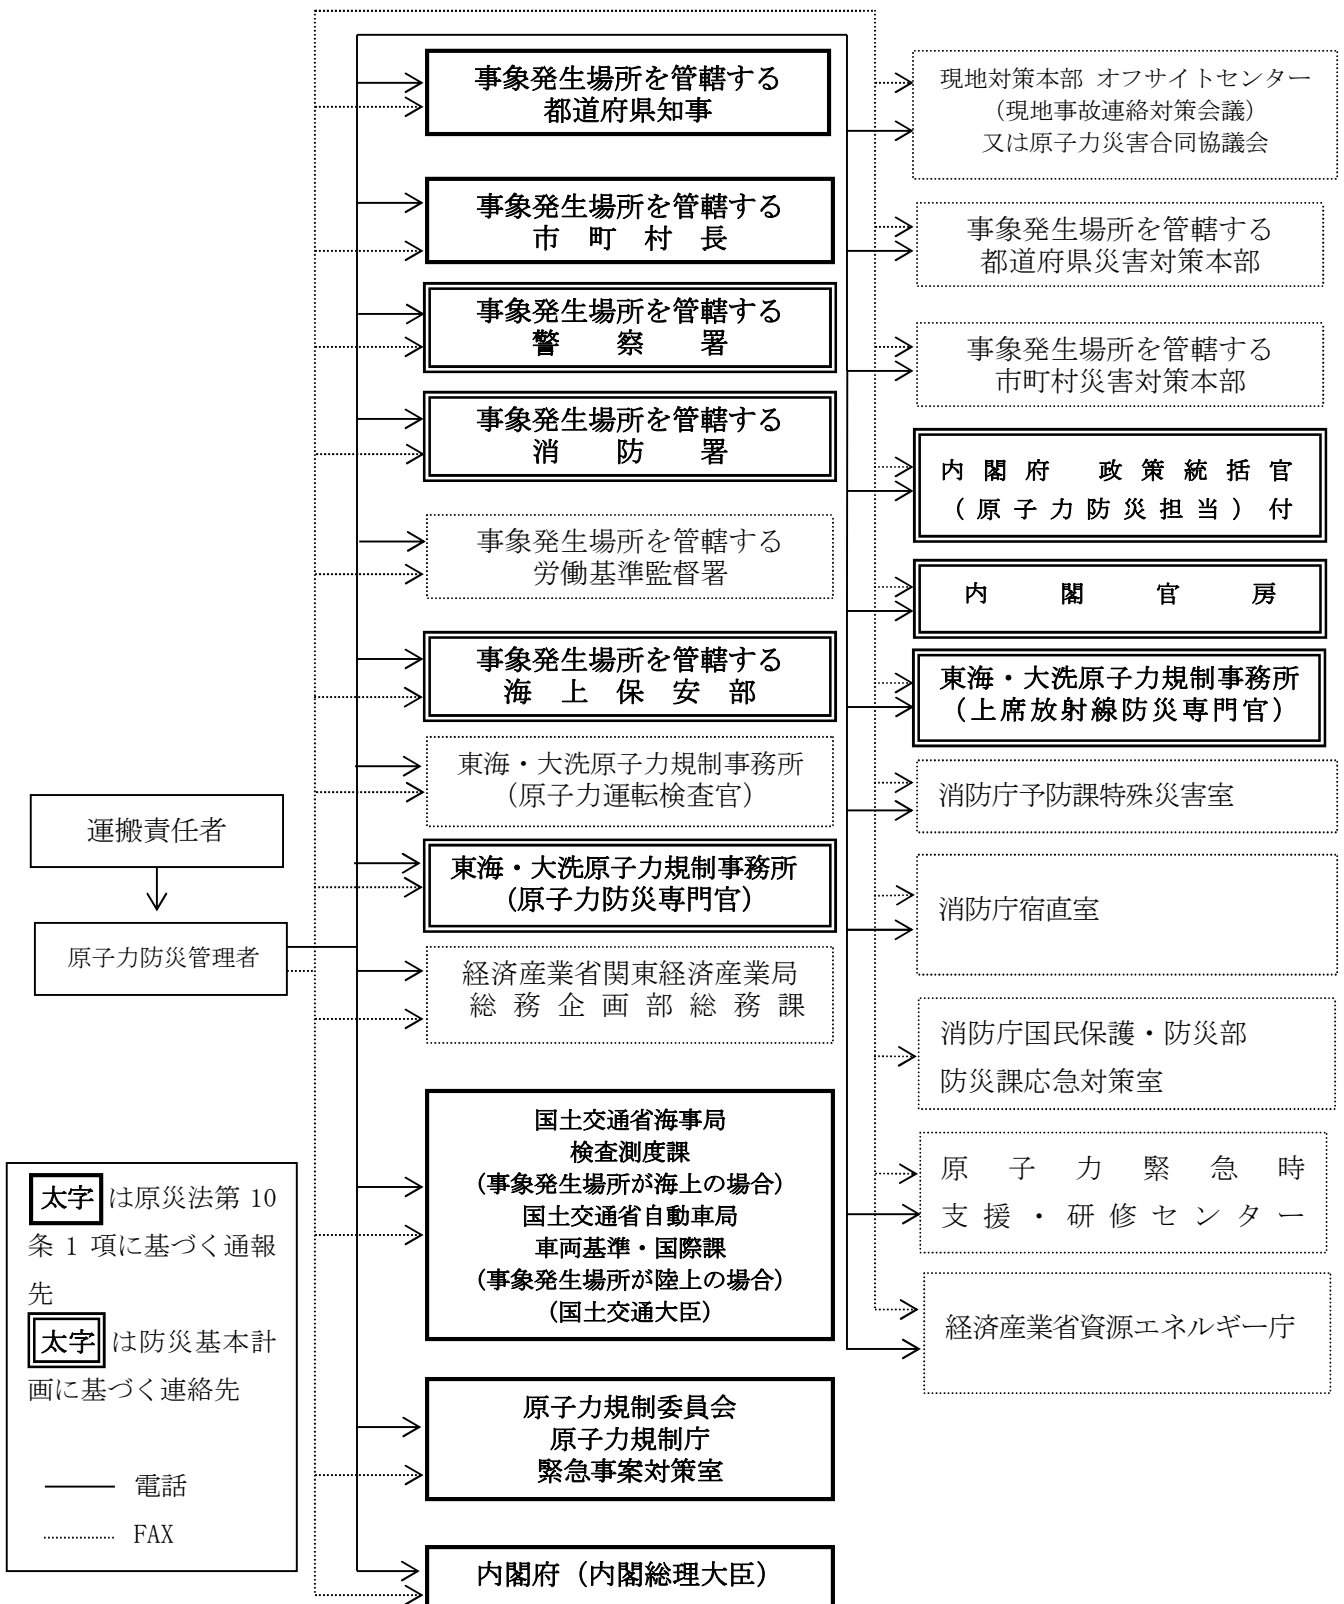 運搬責任者
原子力防災管理者
事象発生場所を管轄する
都道府県知事
事象発生場所を管轄する
市町村長
事象発生場所を管轄する
警察署
事象発生場所を管轄する
消防署
事象発生場所を管轄する
労働基準監督署
事象発生場所を管轄する
海上保安部
東海・大洗原子力規制事務所
(原子力運転検査官)
東海・大洗原子力規制事務所
(原子力防災専門官)
経済産業省関東経済産業局
総務企画部総務課
国土交通省海事局
検査測度課
(事象発生場所が海上の場合)
国土交通省自動車局
車両基準・国際課
(事象発生場所が陸上の場合)
(国土交通大臣)
原子力規制委員会
原子力規制庁
緊急事案対策室
内閣府（内閣総理大臣）
現地対策本部 オフサイトセンター
(現地事故連絡対策会議)
又は原子力災害合同協議会
事象発生場所を管轄する
都道府県災害対策本部
事象発生場所を管轄する
市町村災害対策本部
内閣府 政策統括官
(原子力防災担当)付
内閣官房
東海・大洗原子力規制事務所
(上席放射線防災専門官)
消防庁予防課特殊災害室
消防庁宿直室
消防庁国民保護・防災部
防災課応急対策室
原子力緊急時
支援・研修センター
経済産業省資源エネルギー庁
太字は原災法第 10
条 1 項に基づく通報
先
太字は防災基本計
画に基づく連絡先
電話
FAX